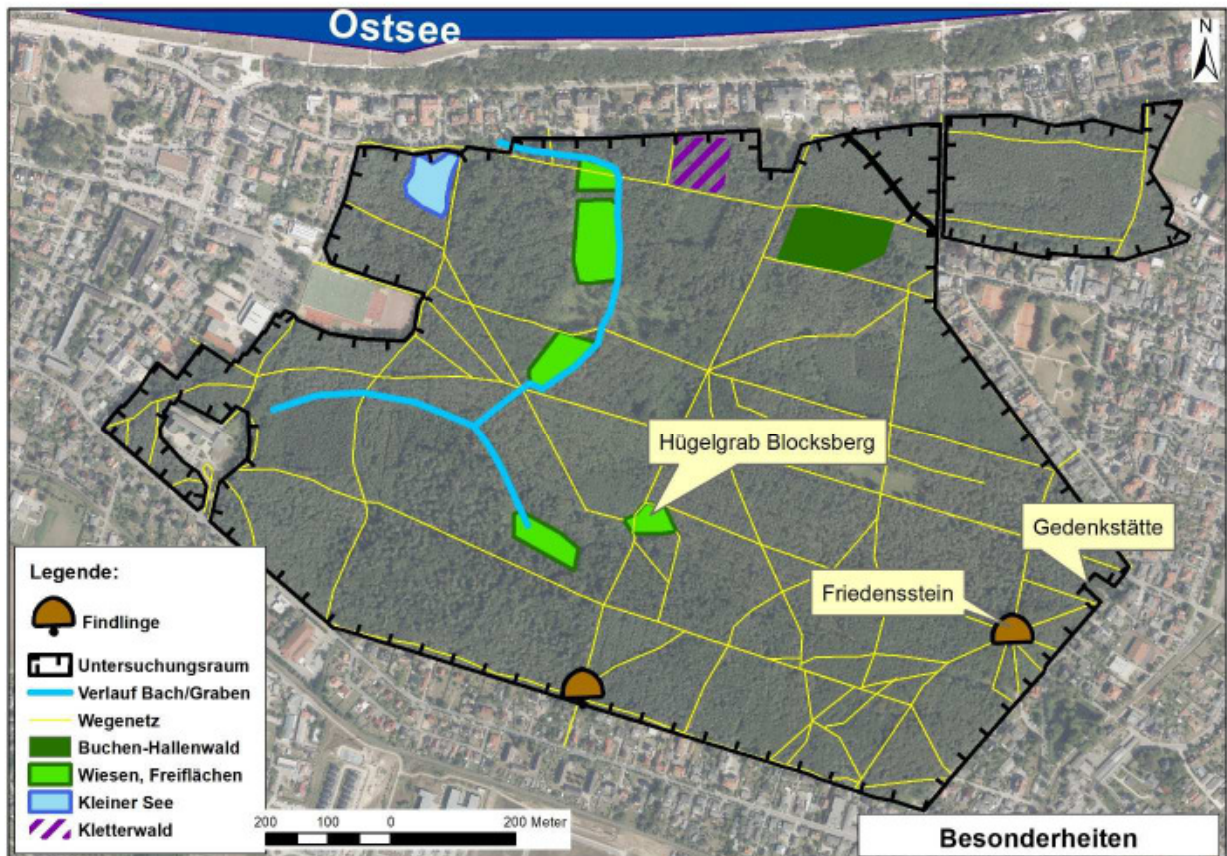 Ostsee
N
Hügelgrab Blocksberg
Gedenkstätte
Friedensstein
Legende:
Findlinge
Untersuchungsraum
Verlauf Bach/Graben
Wegenetz
Buchen-Hallenwald
Wiesen, Freiflächen
Kleiner See
Kletterwald
200 100 0 200 Meter
Besonderheiten